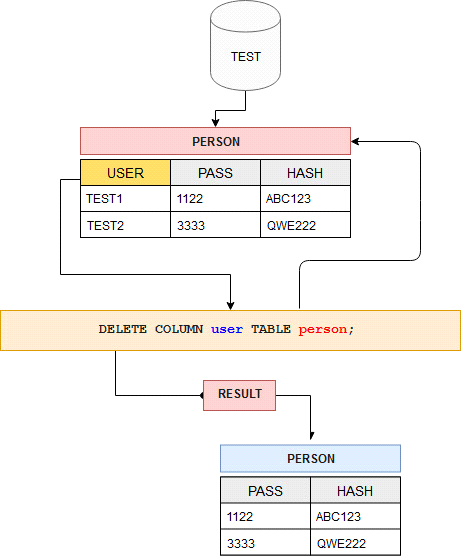 TEST
PERSON
USER PASS HASH
TEST1 1122 ABC123
TEST2 3333 QWE222
DELETE COLUMN user TABLE person;
RESULT
PERSON
PASS HASH
1122 ABC123
3333 QWE222